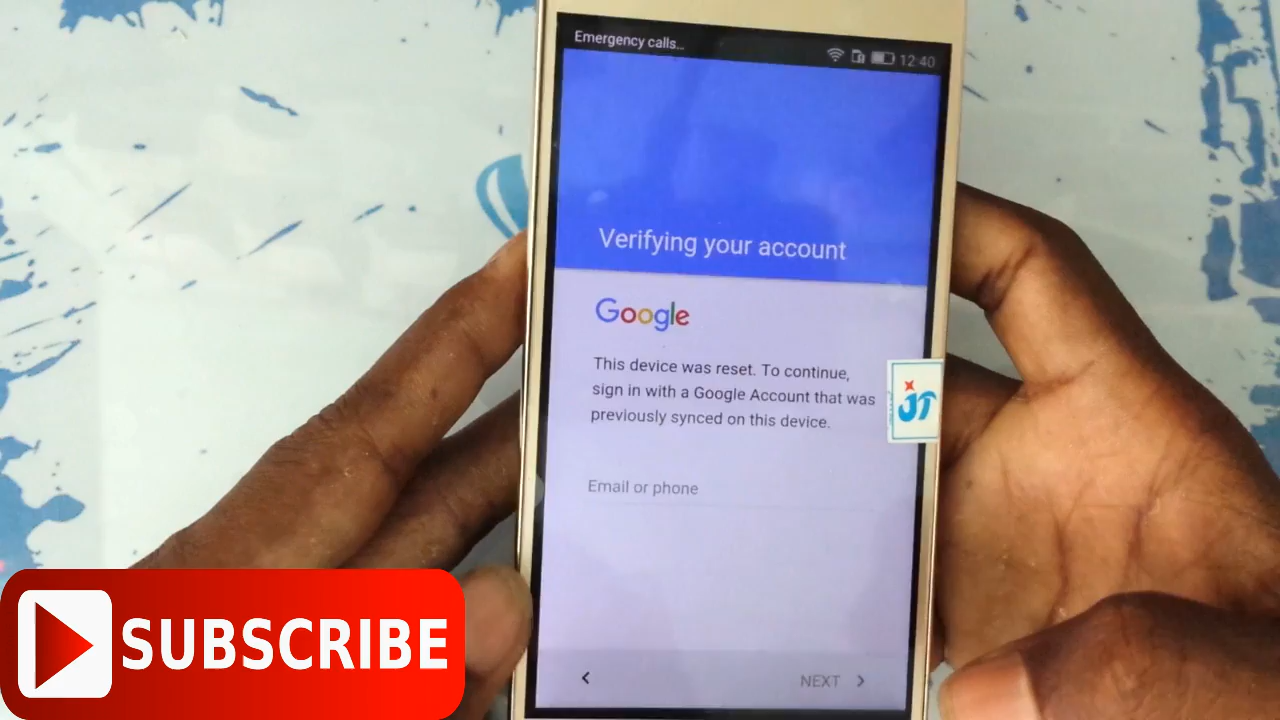 Emergency calls...
12:40
Verifying your account
Google
This device was reset. To continue,
sign in with a Google Account that was
previously synced on this device.
Email or phone
JT
NEXT
SUBSCRIBE